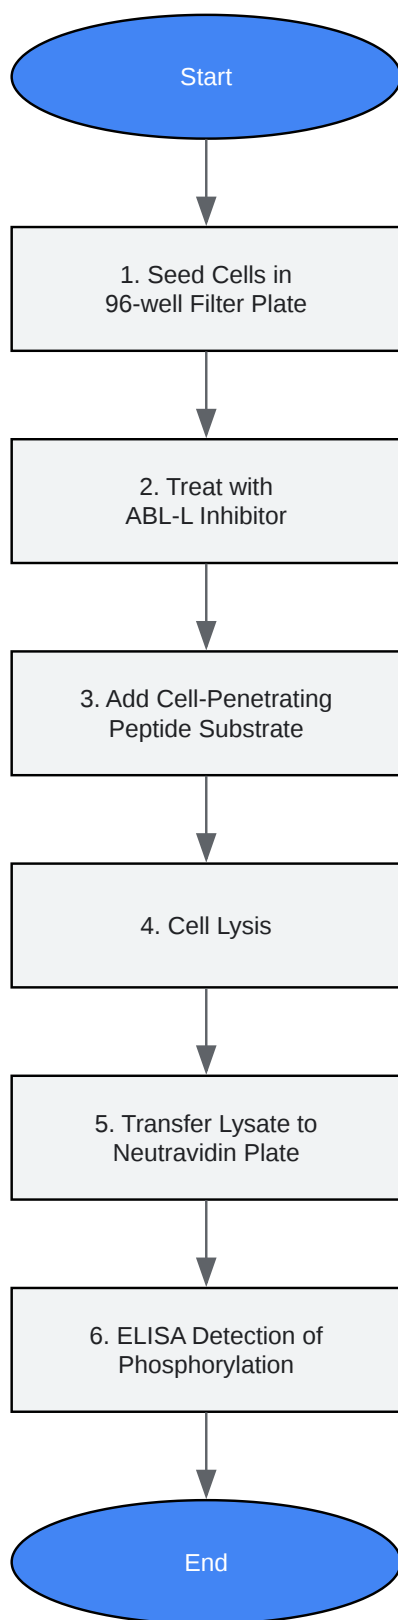 Start
1. Seed Cells in
96-well Filter Plate
2. Treat with
ABL-L Inhibitor
3. Add Cell-Penetrating
Peptide Substrate
4. Cell Lysis
5. Transfer Lysate to
Neutravidin Plate
6. ELISA Detection of
Phosphorylation
End